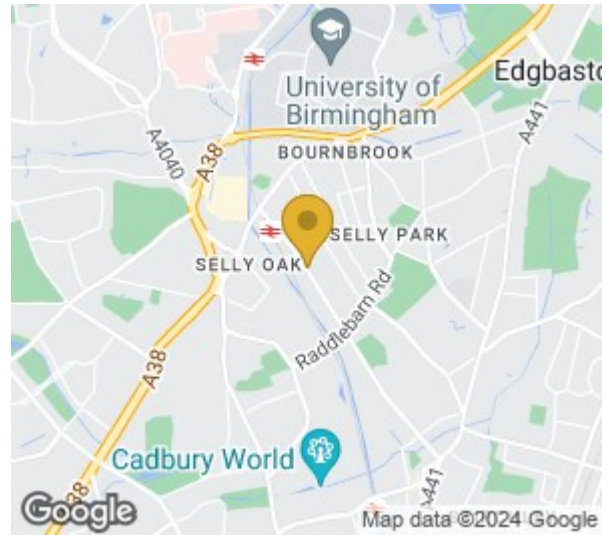 University of
Birmingham
Edgbasto
A441
A4040
A38
BOURNBROOK
SELLY PARK
SELLY OAK
Raddlebarn Rd
A38
Cadbury World
A441
A38
Google
Map data ©2024 Google